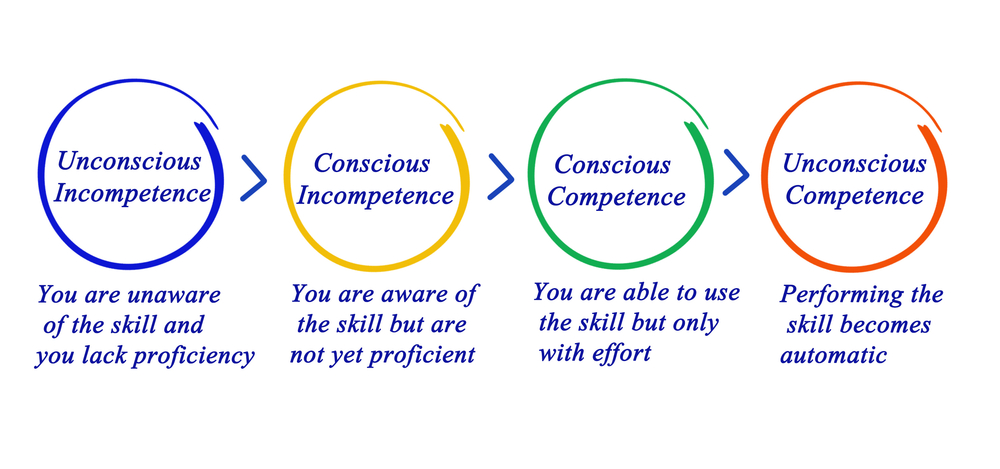 Unconscious
Incompetence
You are unaware
of the skill and
you lack proficiency
Conscious
Incompetence
You are aware of
the skill but are
not yet proficient
Conscious
Competence
You are able to use
the skill but only
with effort
Unconscious
Competence
Performing the
skill becomes
automatic